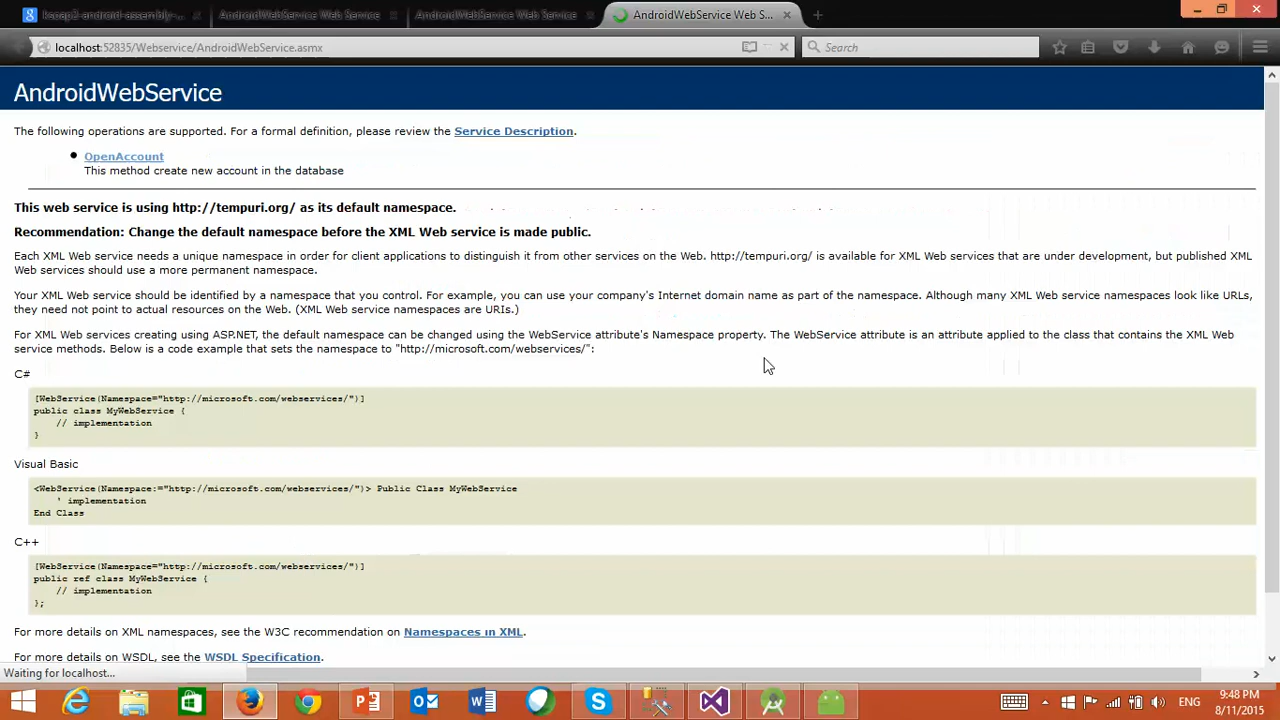 ksoap2-android-assembly-...
AndroidWebService Web Service
AndroidWebService Web Service
AndroidWebService Web S...
localhost:52835/Webservice/AndroidWebService.asmx
Search
AndroidWebService
The following operations are supported. For a formal definition, please review the Service Description.
OpenAccount
This method create new account in the database
This web service is using http://tempuri.org/ as its default namespace.
Recommendation: Change the default namespace before the XML Web service is made public.
Each XML Web service needs a unique namespace in order for client applications to distinguish it from other services on the Web. http://tempuri.org/ is available for XML Web services that are under development, but published XML
Web services should use a more permanent namespace.
Your XML Web service should be identified by a namespace that you control. For example, you can use your company's Internet domain name as part of the namespace. Although many XML Web service namespaces look like URLs,
they need not point to actual resources on the Web. (XML Web service namespaces are URIs.)
For XML Web services creating using ASP.NET, the default namespace can be changed using the WebService attribute's Namespace property. The WebService attribute is an attribute applied to the class that contains the XML Web
service methods. Below is a code example that sets the namespace to "http://microsoft.com/webservices/":
C#
[WebService(Namespace="http://microsoft.com/webservices/")]
public class MyWebService {
// implementation
}
Visual Basic
<WebService(Namespace:="http://microsoft.com/webservices/")> Public Class MyWebService
' implementation
End Class
C++
[WebService(Namespace="http://microsoft.com/webservices/")]
public ref class MyWebService {
// implementation
};
For more details on XML namespaces, see the W3C recommendation on Namespaces in XML.
For more details on WSDL, see the WSDL Specification.
Waiting for localhost...
ENG
9:48 PM
8/11/2015